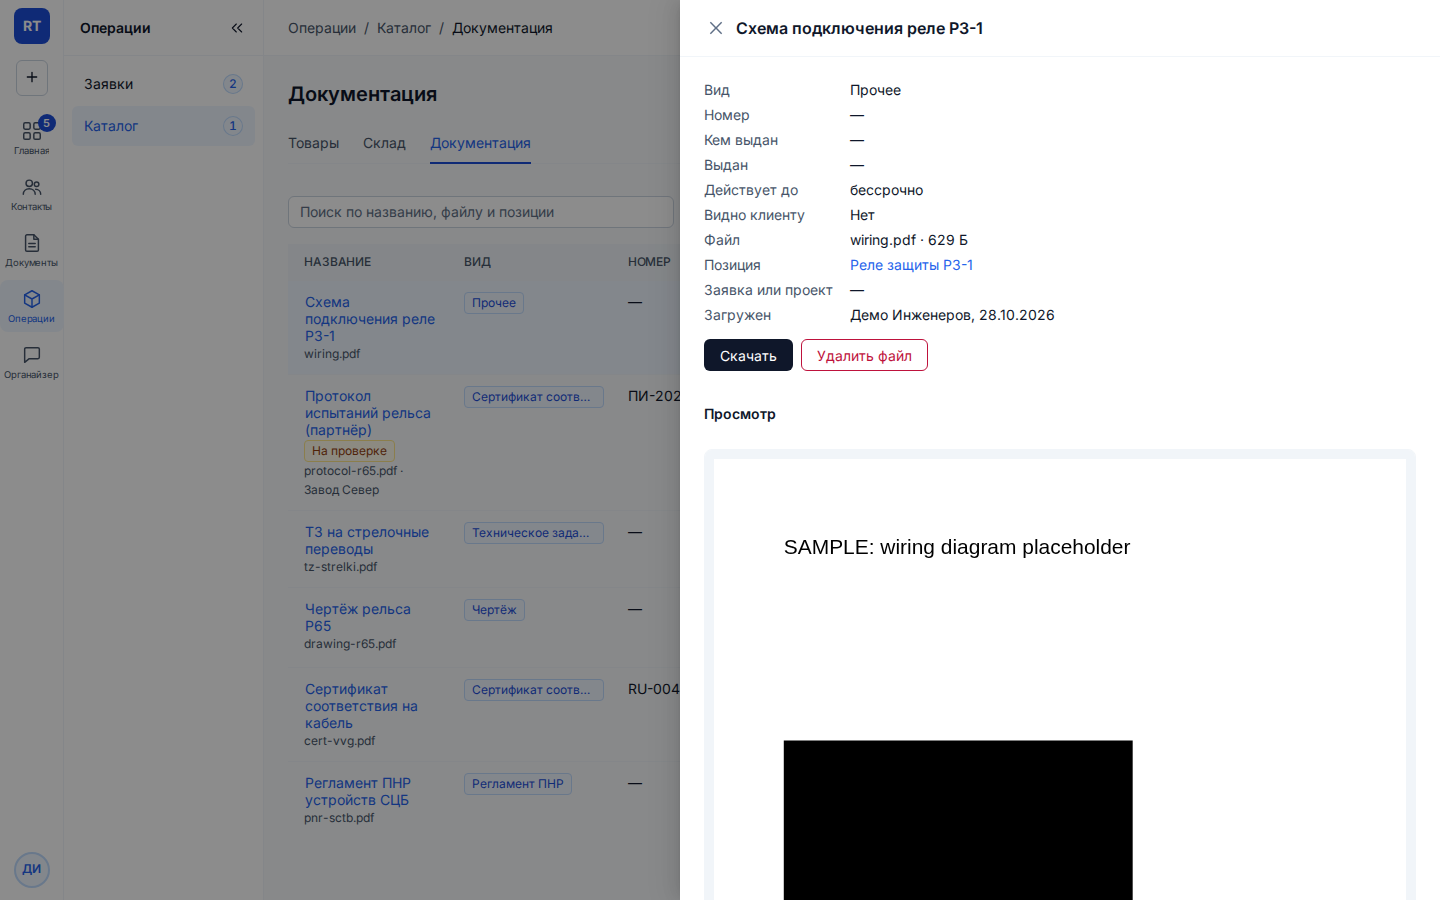 RT
Операции
Операции / Каталог / Документация
Схема подключения реле РЗ-1
5
Главная
Контакты
Документы
Операции
Органайзер
ДИ
Заявки 2
Каталог 1
Документация
Товары Склад Документация
Поиск по названию, файлу и позиции
НАЗВАНИЕ ВИД НОМЕР
Схема
подключения реле
РЗ-1
wiring.pdf
Прочее
—
Протокол
испытаний рельса
(партнёр)
На проверке
protocol-r65.pdf ·
Завод Север
Сертификат соотв...
ПИ-202
ТЗ на стрелочные
переводы
tz-strelki.pdf
Техническое зада...
—
Чертёж рельса
Р65
drawing-r65.pdf
Чертёж
—
Сертификат
соответствия на
кабель
cert-vvg.pdf
Сертификат соотв...
RU-004
Регламент ПНР
устройств СЦБ
pnr-sctb.pdf
Регламент ПНР
—
Вид Прочее
Номер —
Кем выдан —
Выдан —
Действует до бессрочно
Видно клиенту Нет
Файл wiring.pdf · 629 Б
Позиция Реле защиты РЗ-1
Заявка или проект —
Загружен Демо Инженеров, 28.10.2026
Скачать Удалить файл
Просмотр
SAMPLE: wiring diagram placeholder